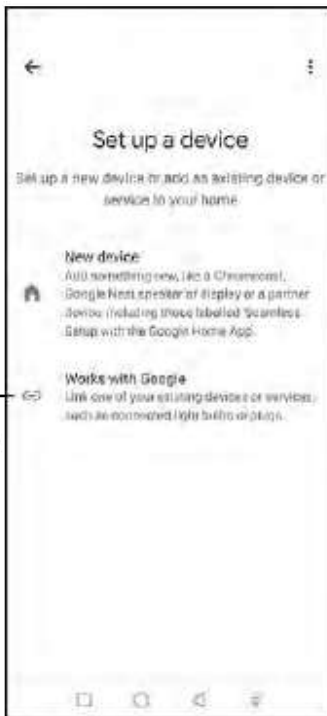 Set up a device
Set up a new device or add an existing device or
service to your home
New device
Add something new, like a Chromecast,
Google Nest speaker or display or a partner
device including those labelled 'Seamless
Setup with the Google Home App'.
Works with Google
Link one of your existing devices or services,
such as connected light bulbs or plugs.